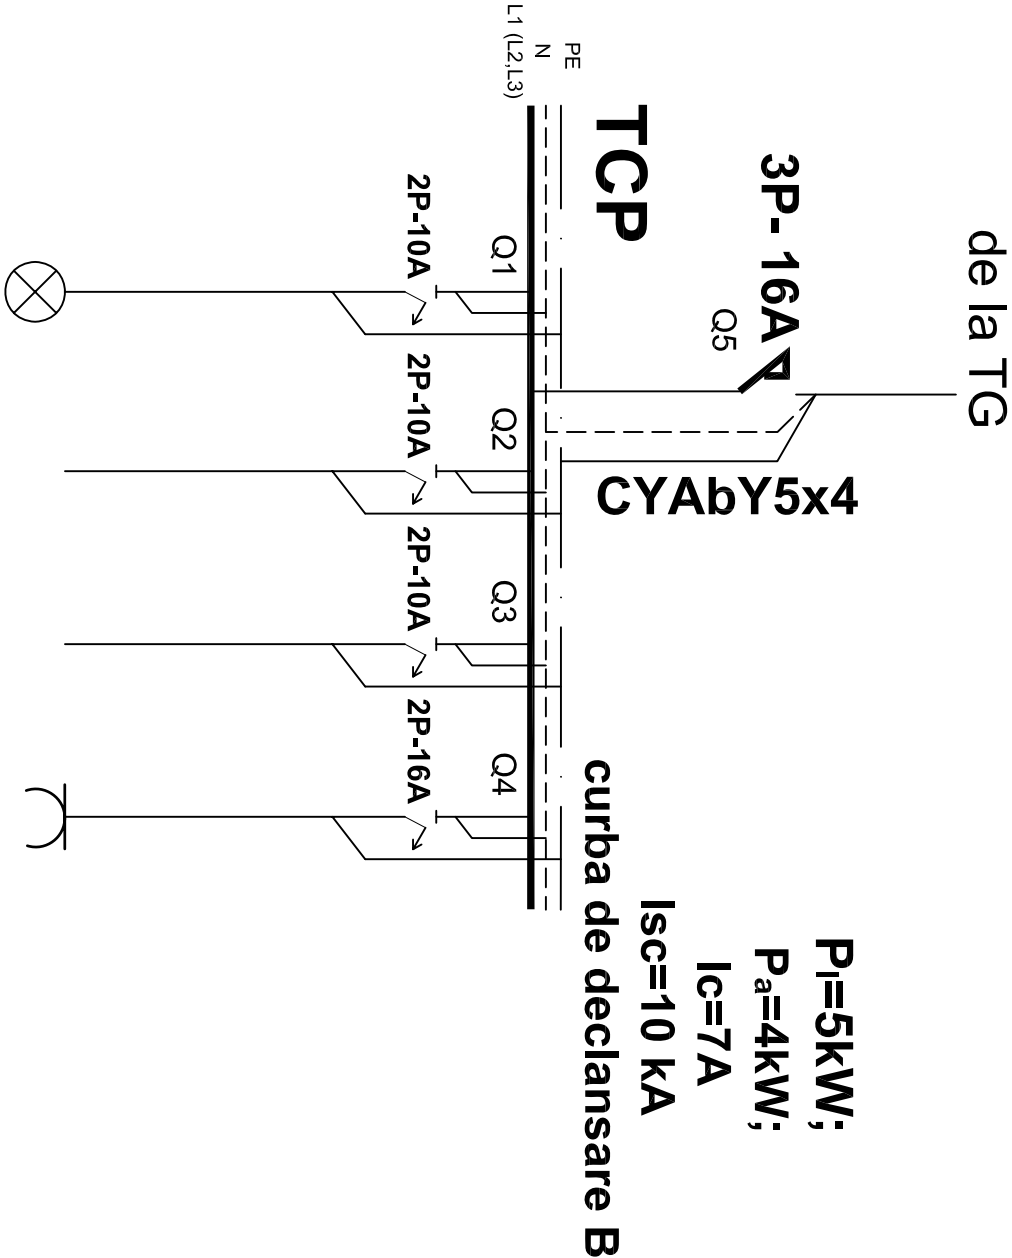 de la TG
3P- 16A
Q5
CYAbY5x4
TCP
PE
N
L1 (L2,L3)
Pı=5kW;
Pa=4kW;
Ic=7A
Isc=10 kA
curba de declansare B
Q1
Q2
Q3
Q4
2P-10A
2P-10A
2P-10A
2P-16A